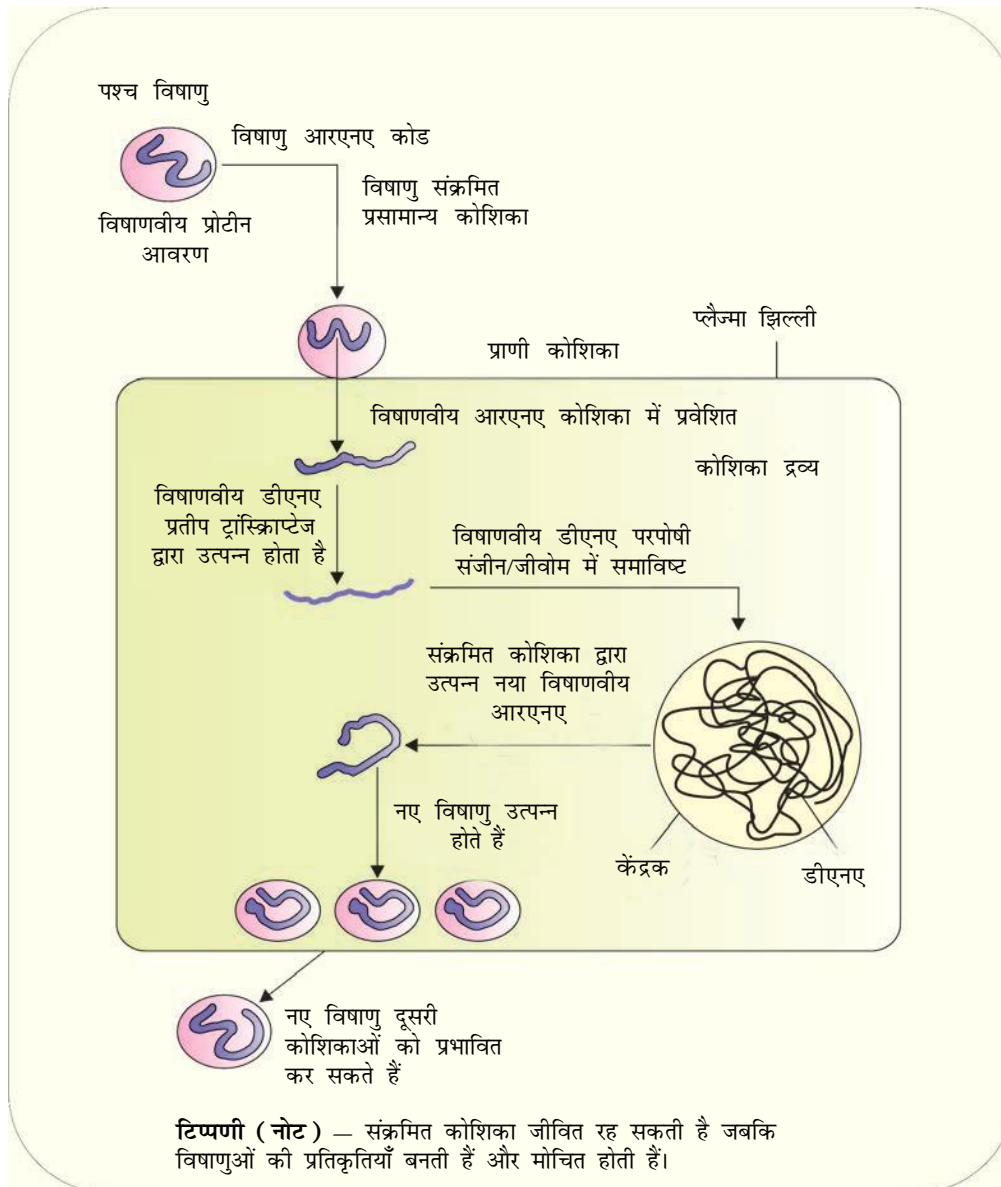 पश्च विषाणु
विषाणु आरएनए कोड
विषाणु संक्रमित
प्रसामान्य कोशिका
विषाणवीय प्रोटीन
आवरण
प्लैज्मा झिल्ली
प्राणी कोशिका
विषाणवीय आरएनए कोशिका में प्रवेशित
कोशिका द्रव्य
विषाणवीय डीएनए
प्रतीप ट्रांस्क्राप्टेज
द्वारा उत्पन्न होता है
विषाणवीय डीएनए परपोषी
संजीन/जीवोम में समाविष्ट
संक्रमित कोशिका द्वारा
उत्पन्न नया विषाणवीय
आरएनए
नए विषाणु उत्पन्न
होते हैं
केंद्रक
डीएनए
नए विषाणु दूसरी
कोशिकाओं को प्रभावित
कर सकते हैं
टिप्पणी ( नोट ) — संक्रमित कोशिका जीवित रह सकती है जबकि
विषाणुओं की प्रतिकृतियाँ बनती हैं और मोचित होती हैं।